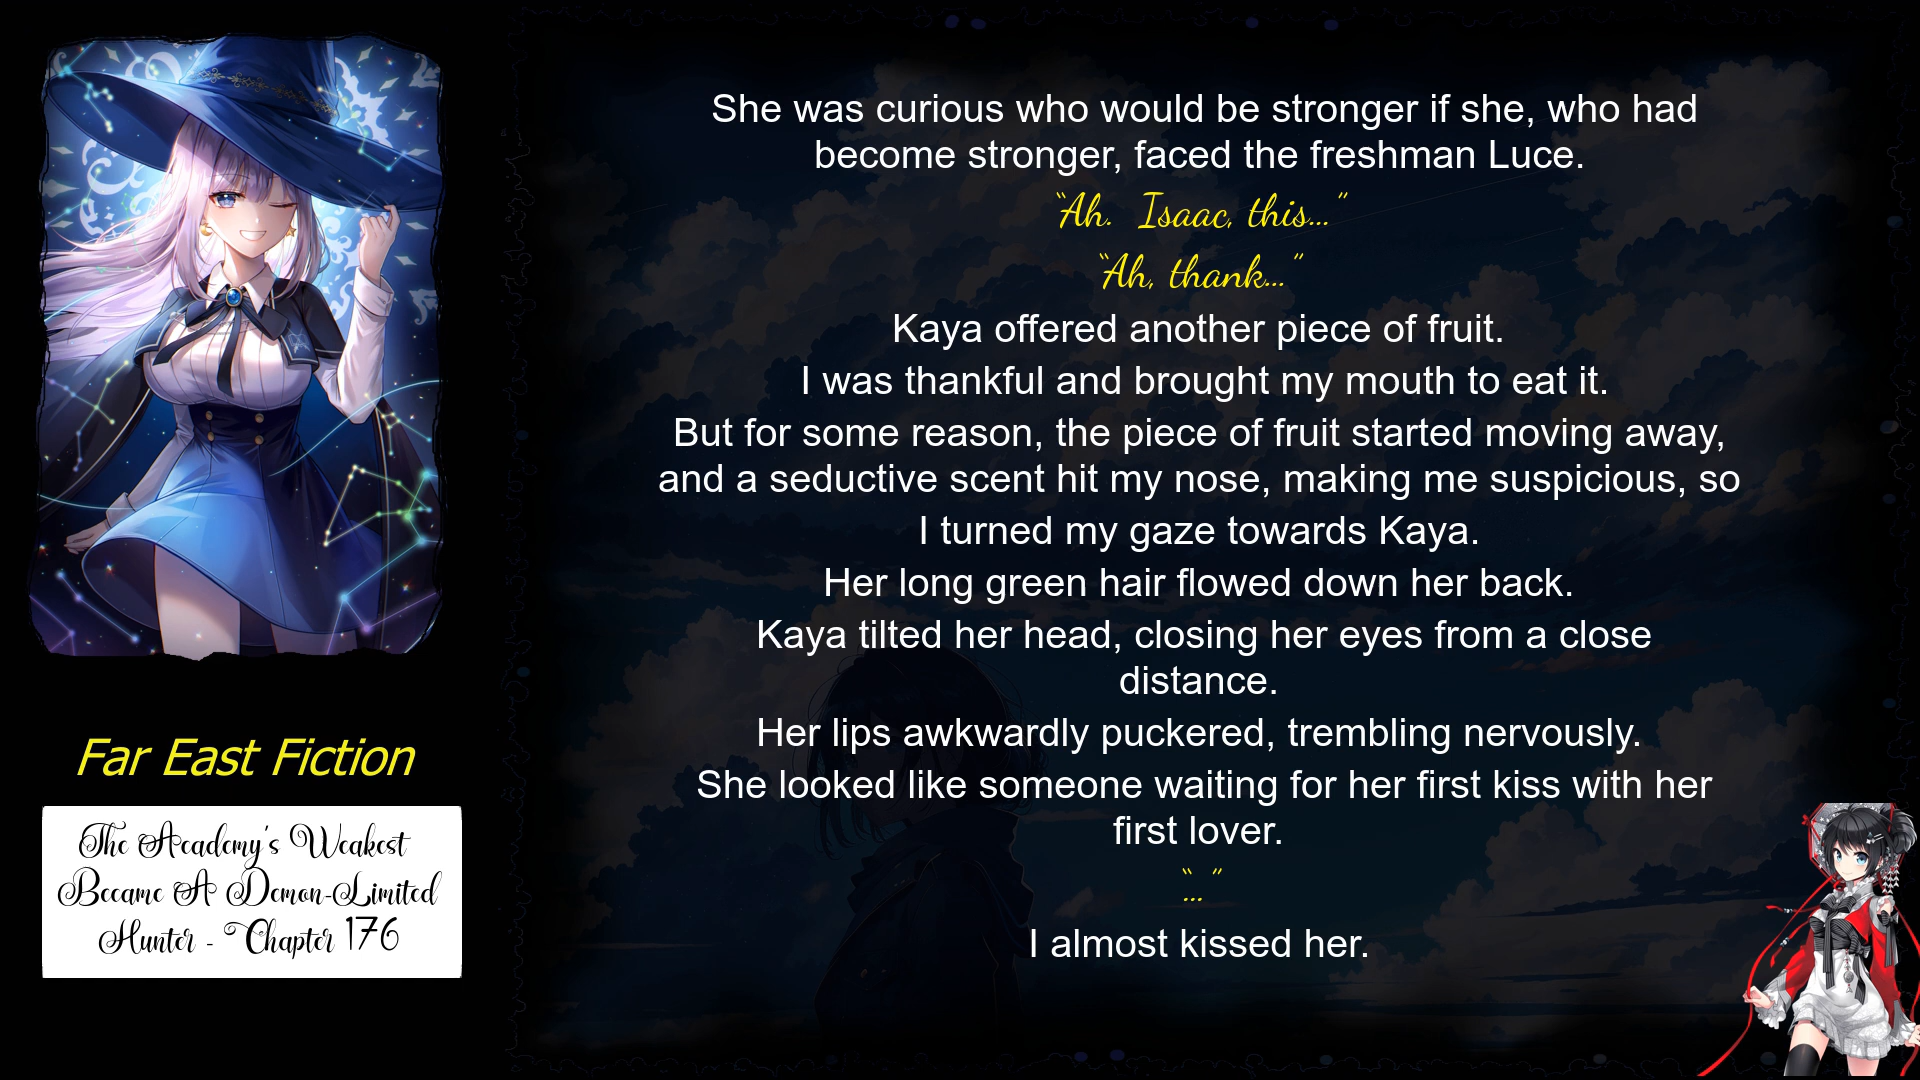 She was curious who would be stronger if she, who had
become stronger, faced the freshman Luce.
“Ah. Isaac, this...”
“Ah, thank...”
Kaya offered another piece of fruit.
I was thankful and brought my mouth to eat it.
But for some reason, the piece of fruit started moving away,
and a seductive scent hit my nose, making me suspicious, so
I turned my gaze towards Kaya.
Her long green hair flowed down her back.
Kaya tilted her head, closing her eyes from a close
distance.
Her lips awkwardly puckered, trembling nervously.
She looked like someone waiting for her first kiss with her
first lover.
“...”
I almost kissed her.
Far East Fiction
The Academy's Weakest
Became A Demon-Limited
Hunter - Chapter 176